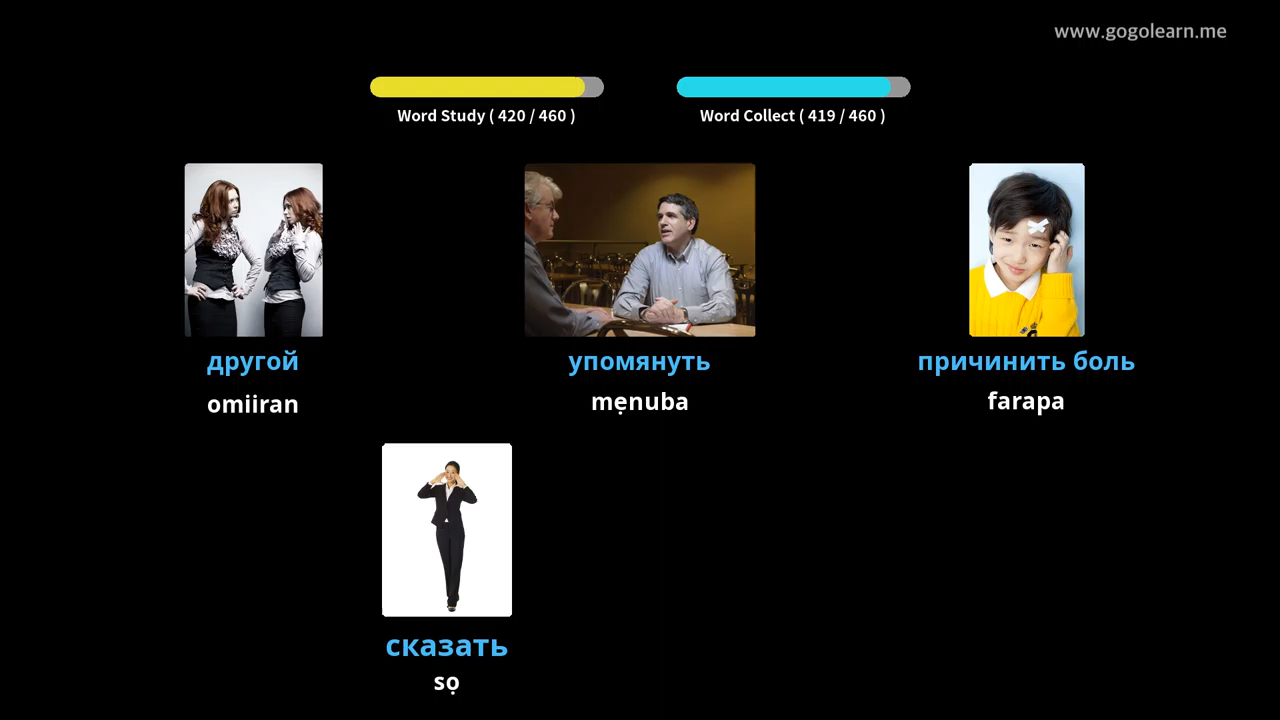 www.gogolearn.me
Word Study ( 420 / 460 )
Word Collect ( 419 / 460 )
другой
упомянуть
причинить боль
omiiran
mẹnuba
farapa
сказать
sọ